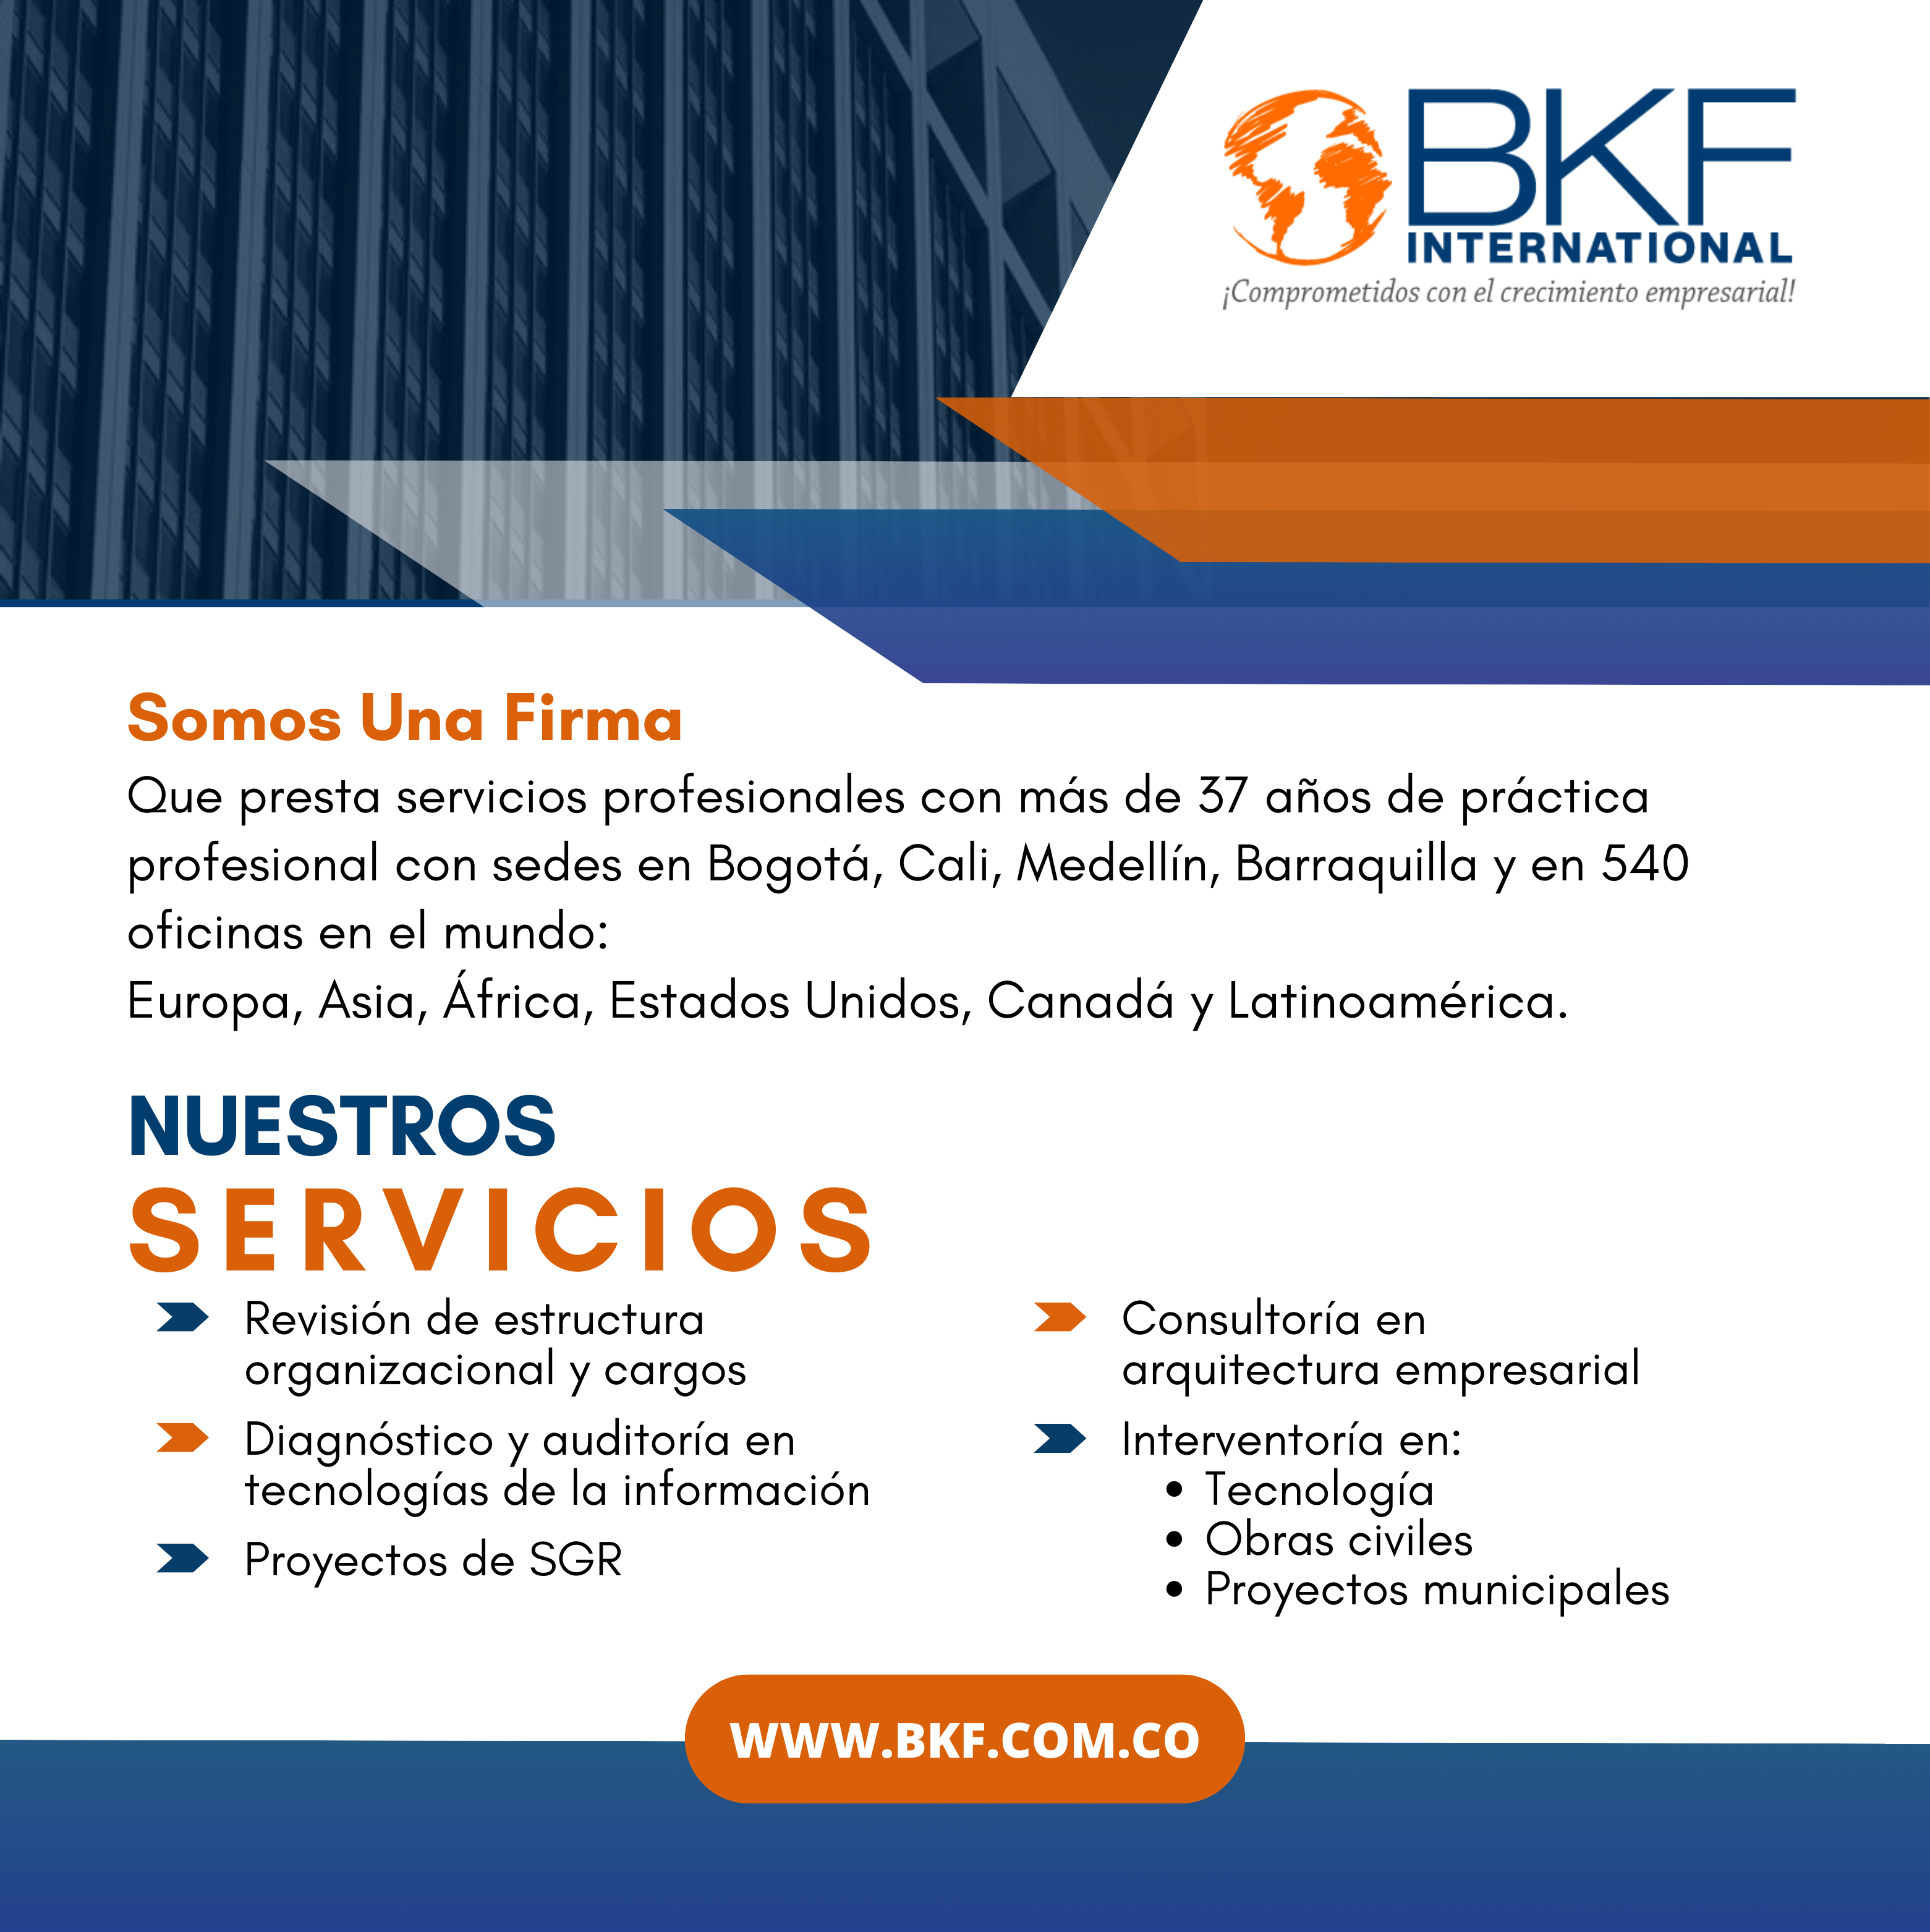 BKF
INTERNATIONAL
¡Comprometidos con el crecimiento empresarial!
Somos Una Firma
Que presta servicios profesionales con más de 37 años de práctica
profesional con sedes en Bogotá, Cali, Medellín, Barraquilla y en 540
oficinas en el mundo:
Europa, Asia, África, Estados Unidos, Canadá y Latinoamérica.
NUESTROS
SERVICIOS
Revisión de estructura
organizacional y cargos
Diagnóstico y auditoría en
tecnologías de la información
Proyectos de SGR
Consultoría en
arquitectura empresarial
Interventoría en:
• Tecnología
• Obras civiles
• Proyectos municipales
WWW.BKF.COM.CO